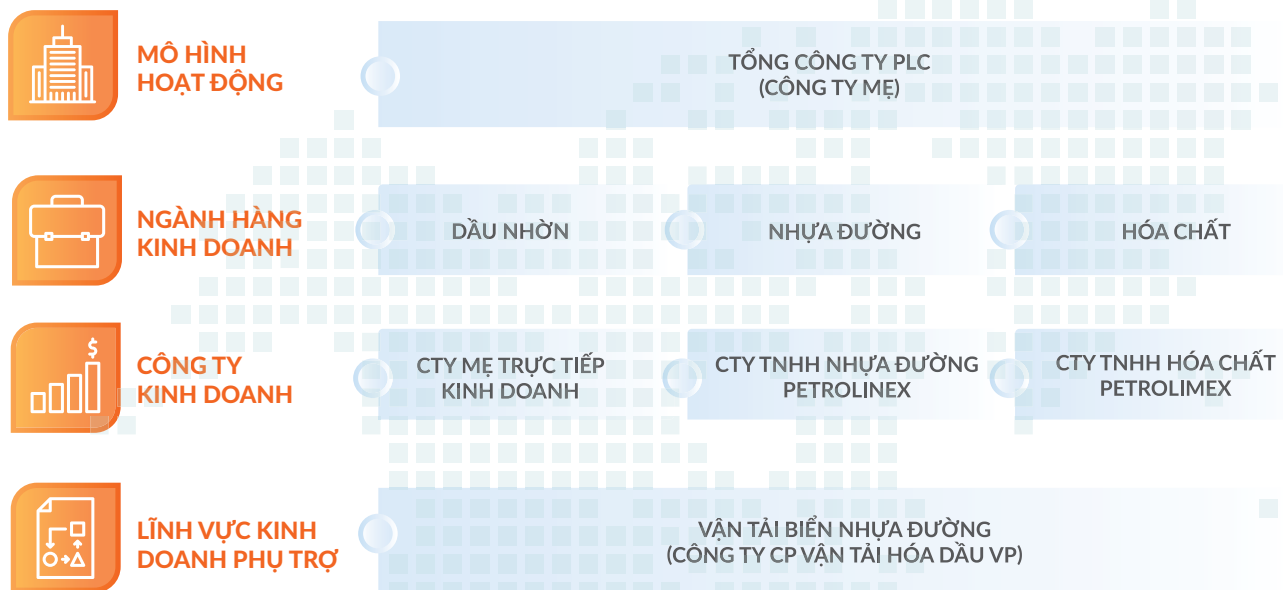 MÔ HÌNH
HOẠT ĐỘNG
TỔNG CÔNG TY PLC
(CÔNG TY MẸ)
NGÀNH HÀNG
KINH DOANH
DẦU NHỜN
NHỰA ĐƯỜNG
HÓA CHẤT
$
CÔNG TY
KINH DOANH
CTY MẸ TRỰC TIẾP
KINH DOANH
CTY TNHH NHỰA ĐƯỜNG
PETROLINEX
CTY TNHH HÓA CHẤT
PETROLIMEX
LĨNH VỰC KINH
DOANH PHỤ TRỢ
VẬN TẢI BIỂN NHỰA ĐƯỜNG
(CÔNG TY CP VẬN TẢI HÓA DẦU VP)